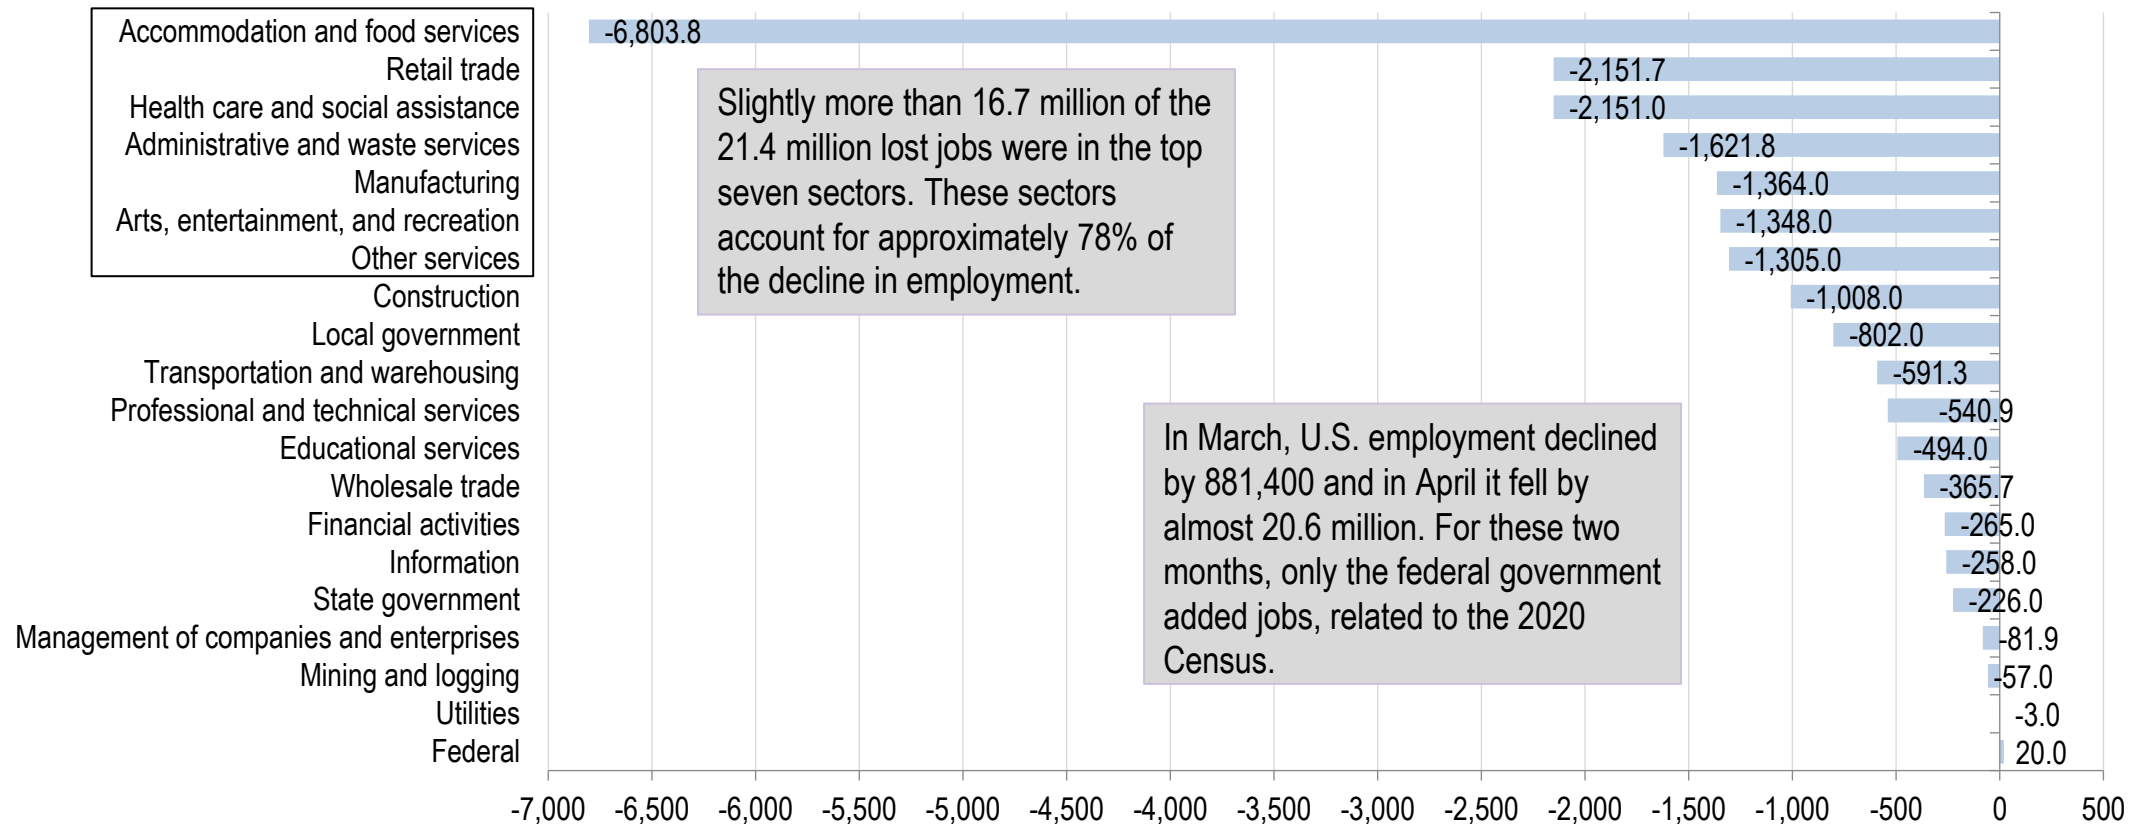 Accommodation and food services -6,803.8
Retail trade -2,151.7
Health care and social assistance -2,151.0
Administrative and waste services -1,621.8
Manufacturing -1,364.0
Arts, entertainment, and recreation -1,348.0
Other services -1,305.0
Construction -1,008.0
Local government -802.0
Transportation and warehousing -591.3
Professional and technical services -540.9
Educational services -494.0
Wholesale trade -365.7
Financial activities -265.0
Information -258.0
State government -226.0
Management of companies and enterprises -81.9
Mining and logging -57.0
Utilities -3.0
Federal 20.0
Slightly more than 16.7 million of the
21.4 million lost jobs were in the top
seven sectors. These sectors
account for approximately 78% of
the decline in employment.
In March, U.S. employment declined
by 881,400 and in April it fell by
almost 20.6 million. For these two
months, only the federal government
added jobs, related to the 2020
Census.
-7,000 -6,500 -6,000 -5,500 -5,000 -4,500 -4,000 -3,500 -3,000 -2,500 -2,000 -1,500 -1,000 -500 0 500